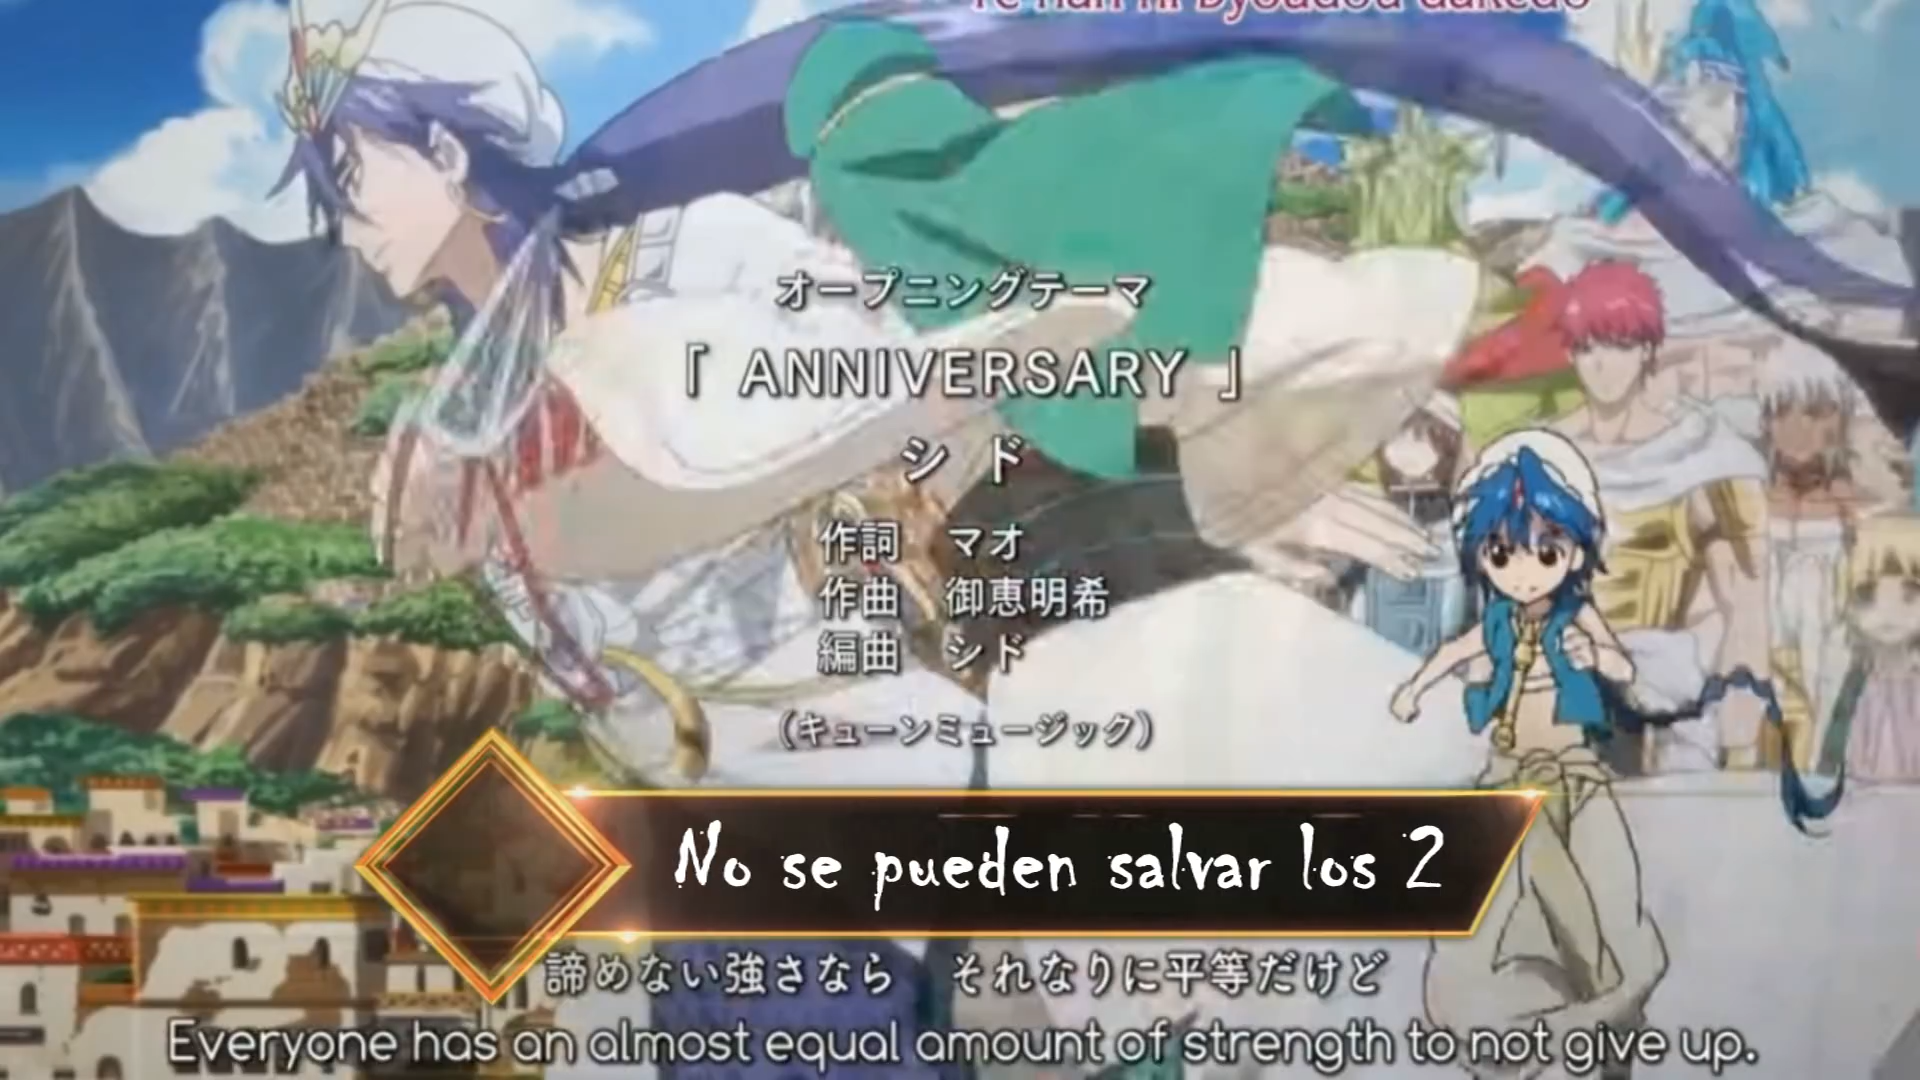 オープニングテーマ
「 ANNIVERSARY 」
シド
作詞 マオ
作曲 御恵明希
編曲 シド
(キューンミュージック)
No se pueden salvar los 2
諦めない強さなら それなりに平等だけど
Everyone has an almost equal amount of strength to not give up.